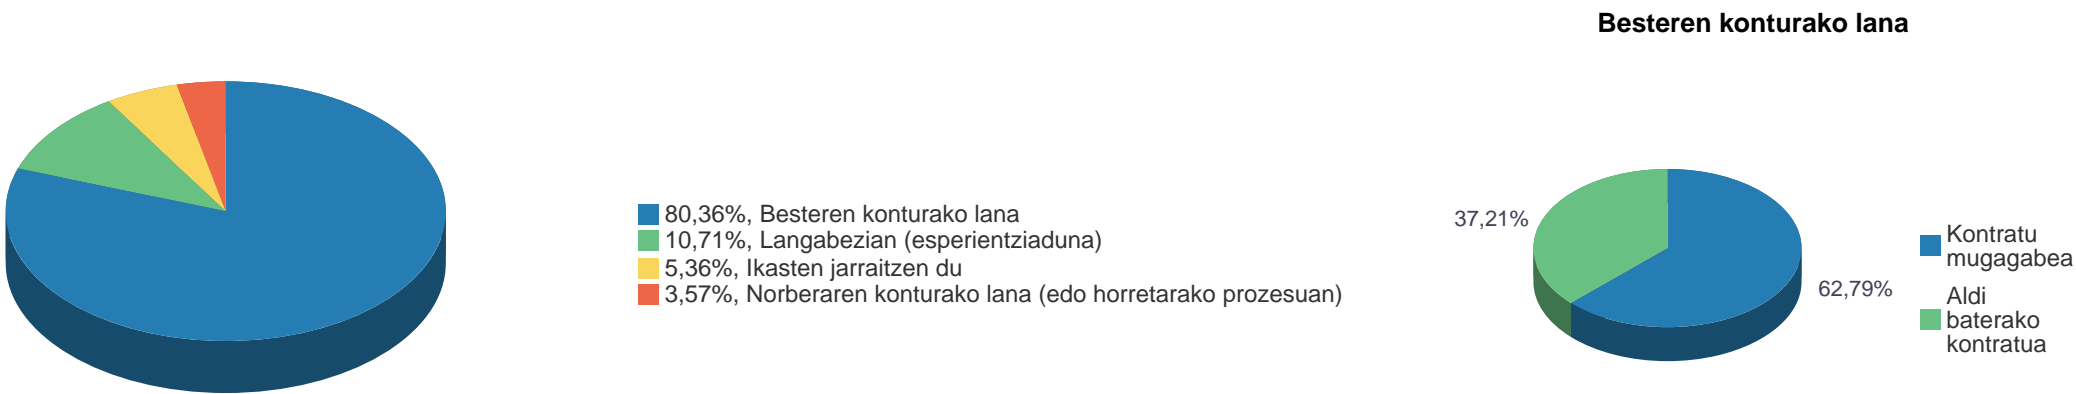 Besteren konturako lana
80,36%, Besteren konturako lana
10,71%, Langabezian (esperientziaduna)
5,36%, Ikasten jarraitzen du
3,57%, Norberaren konturako lana (edo horretarako prozesuan)
37,21%
62,79%
Kontratu
mugagabea
Aldi
baterako
kontratua